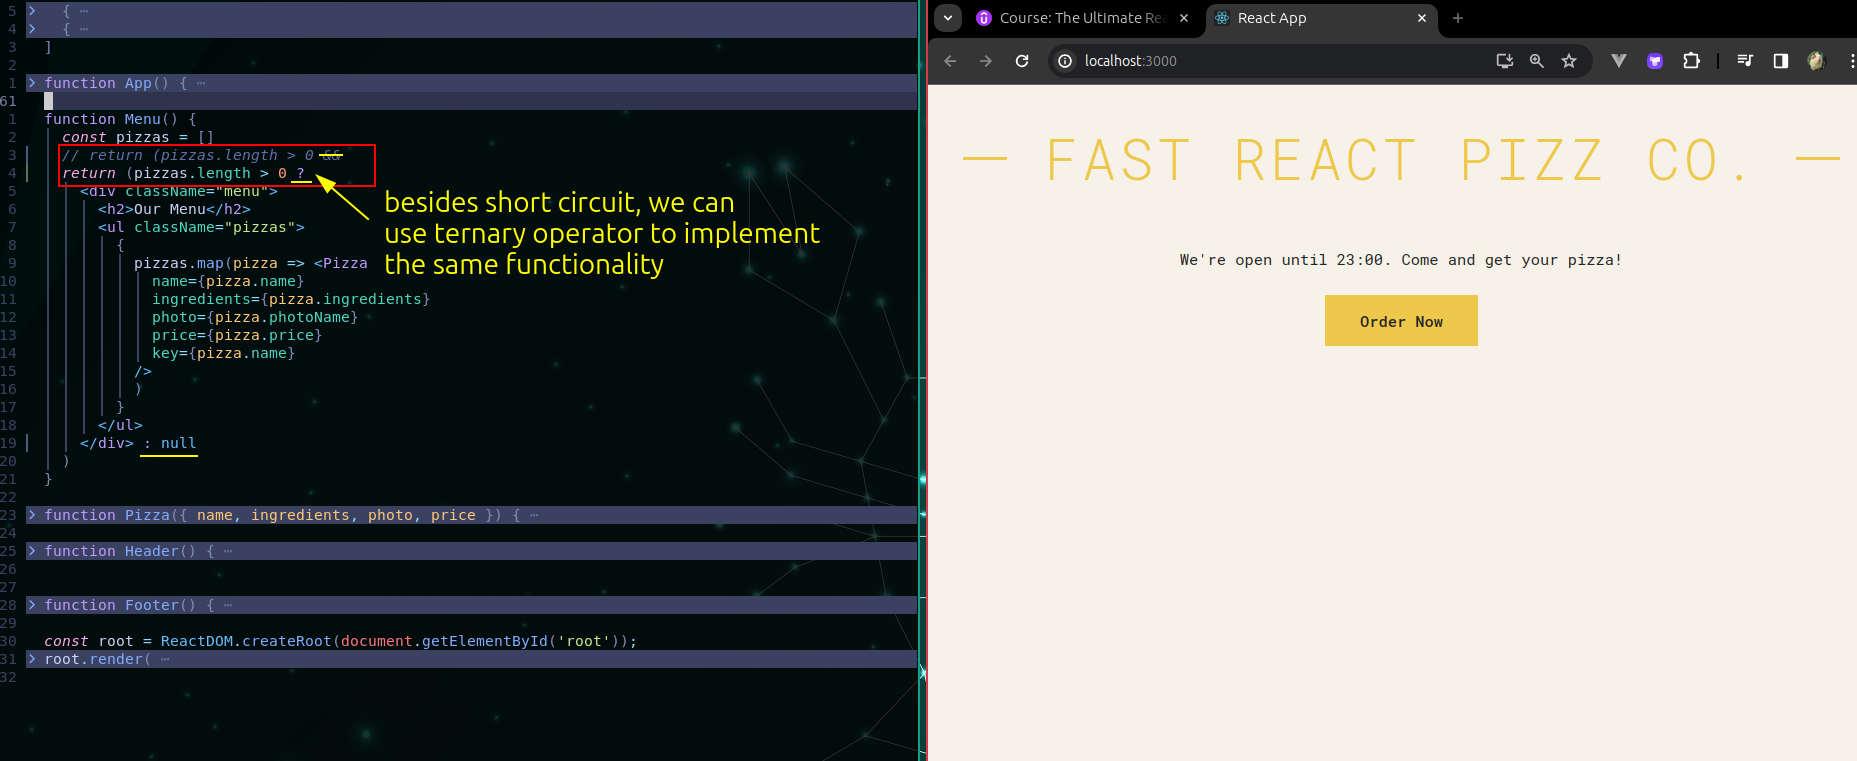 5 > { ⋯
4 > { ⋯
3 ]
2
1 > function App() { ⋯
61
1 function Menu() {
2 const pizzas = []
3 // return (pizzas.length > 0 &&
4 return (pizzas.length > 0 ?
5 <div className="menu">
6 <h2>Our Menu</h2>
7 <ul className="pizzas">
8 {
9 pizzas.map(pizza => <Pizza
10 name={pizza.name}
11 ingredients={pizza.ingredients}
12 photo={pizza.photoName}
13 price={pizza.price}
14 key={pizza.name}
15 />
16 )
17 }
18 </ul>
19 </div> : null
20 )
21 }
22
23 > function Pizza({ name, ingredients, photo, price }) { ⋯
24
25 > function Header() { ⋯
26
27
28 > function Footer() { ⋯
29
30 const root = ReactDOM.createRoot(document.getElementById('root'));
31 > root.render( ⋯
32
besides short circuit, we can
use ternary operator to implement
the same functionality
Course: The Ultimate Rea
React App
localhost:3000
FAST REACT PIZZ CO.
We're open until 23:00. Come and get your pizza!
Order Now